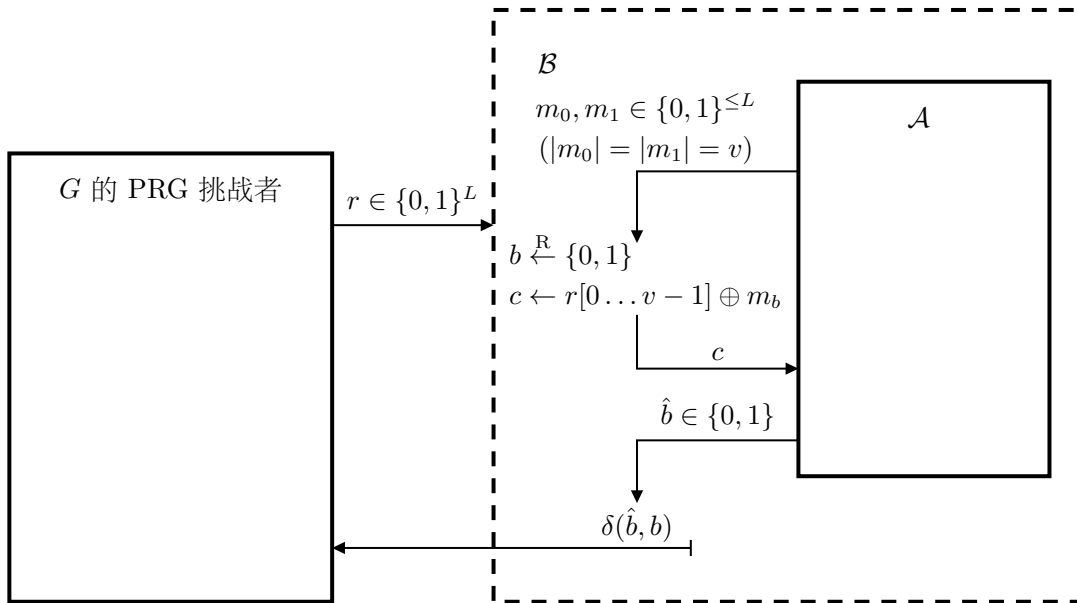 ℬ
m₀, m₁ ∈ {0, 1}^{≤L}
(|m₀| = |m₁| = v)
𝒜
G 的 PRG 挑战者
r ∈ {0, 1}^L
b ←^R {0, 1}
c ← r[0 … v − 1] ⊕ m_b
c
b̂ ∈ {0, 1}
δ(b̂, b)